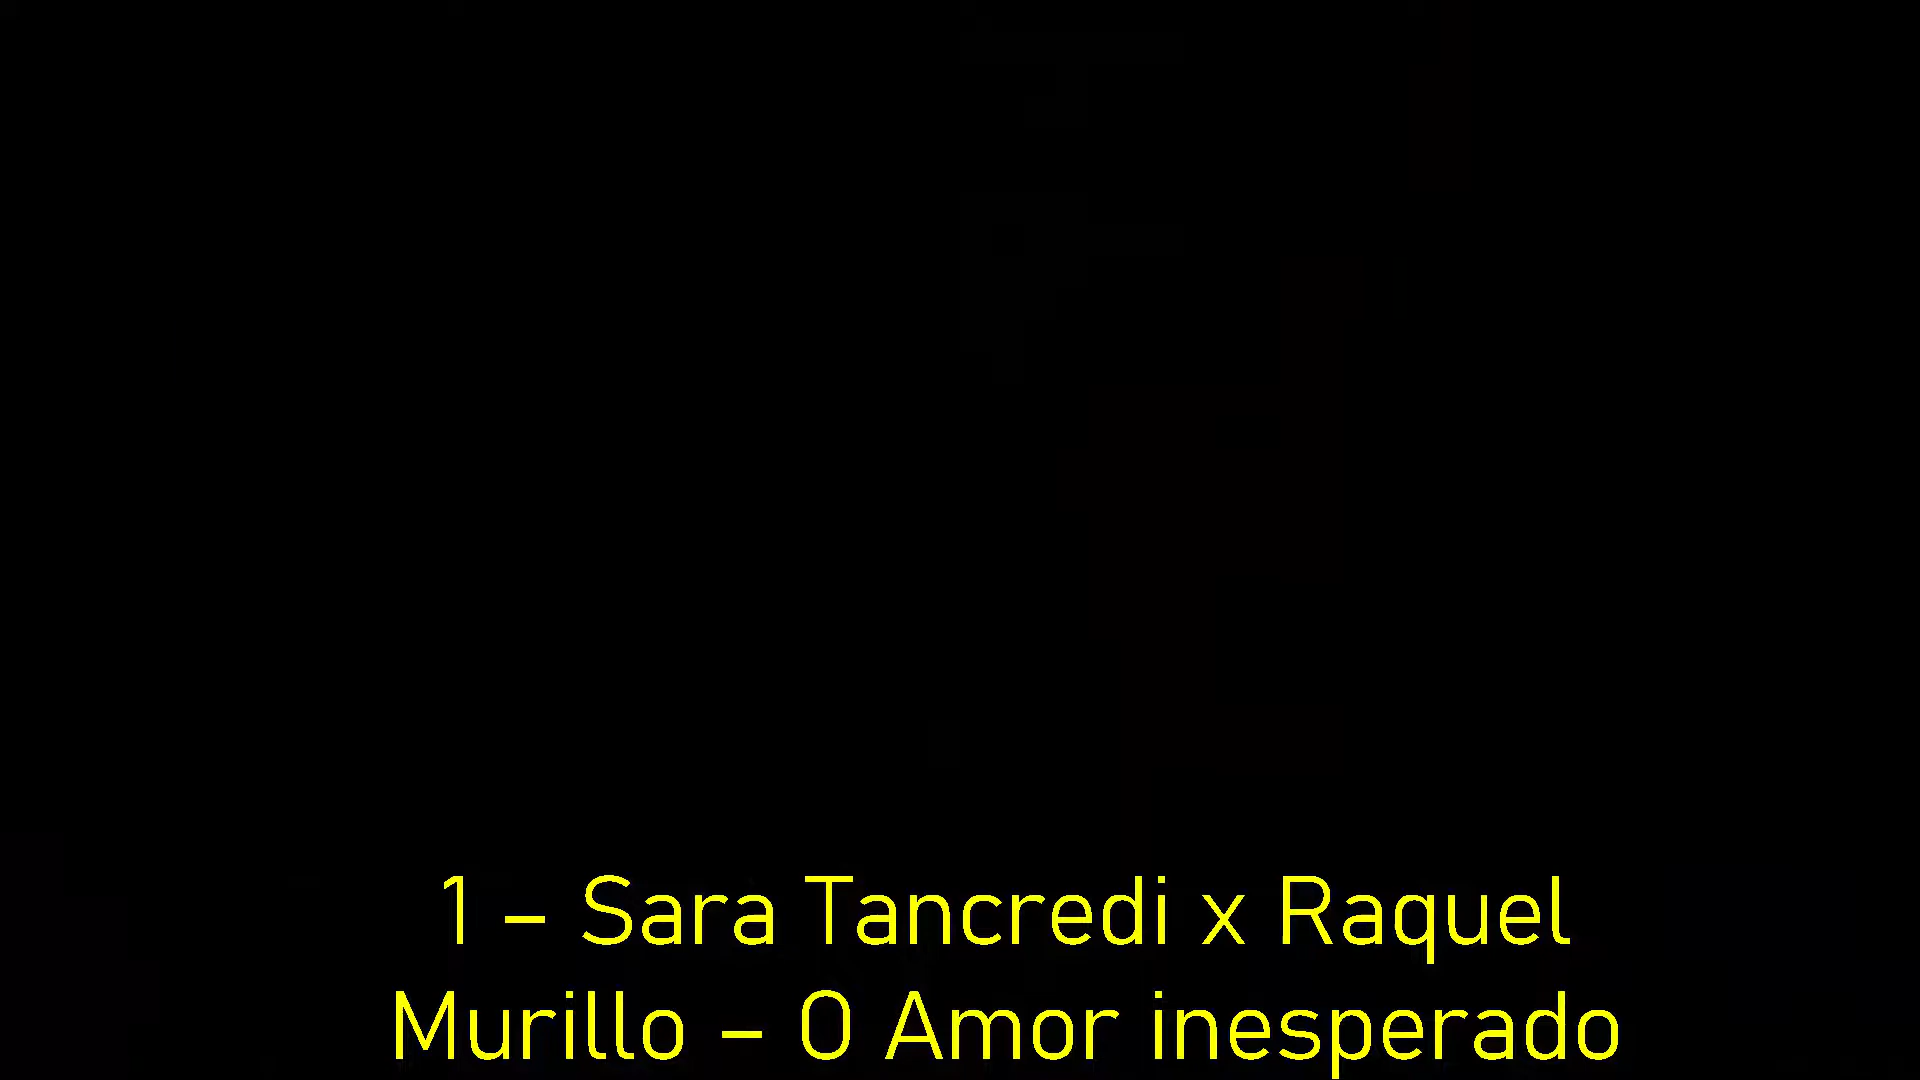 1 – Sara Tancredi x Raquel
Murillo – O Amor inesperado